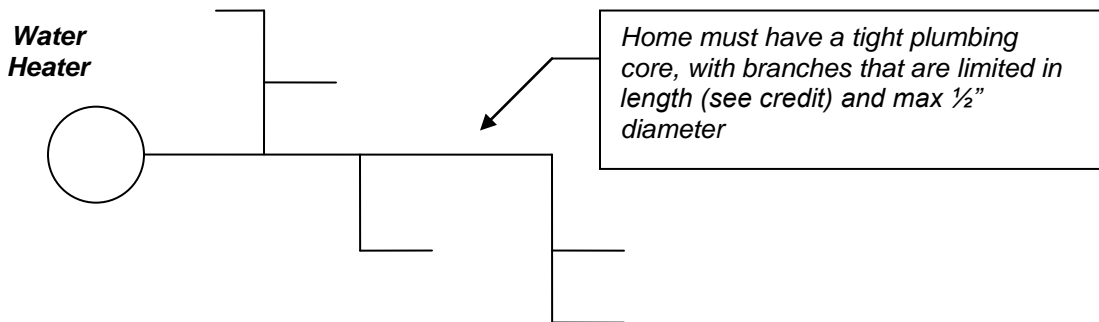 Water
Heater
Home must have a tight plumbing
core, with branches that are limited in
length (see credit) and max ½”
diameter